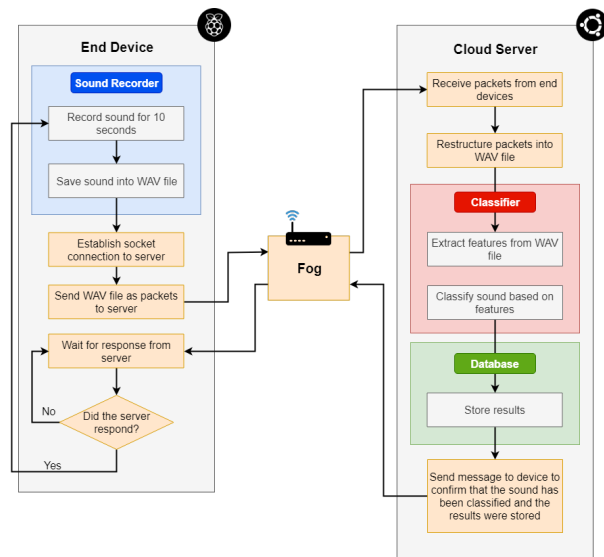 End Device
Sound Recorder
Record sound for 10
seconds
Save sound into WAV file
Establish socket
connection to server
Send WAV file as packets
to server
Wait for response from
server
No
Did the server
respond?
Yes
Fog
Cloud Server
Receive packets from end
devices
Restructure packets into
WAV file
Classifier
Extract features from WAV
file
Classify sound based on
features
Database
Store results
Send message to device to
confirm that the sound has
been classified and the
results were stored